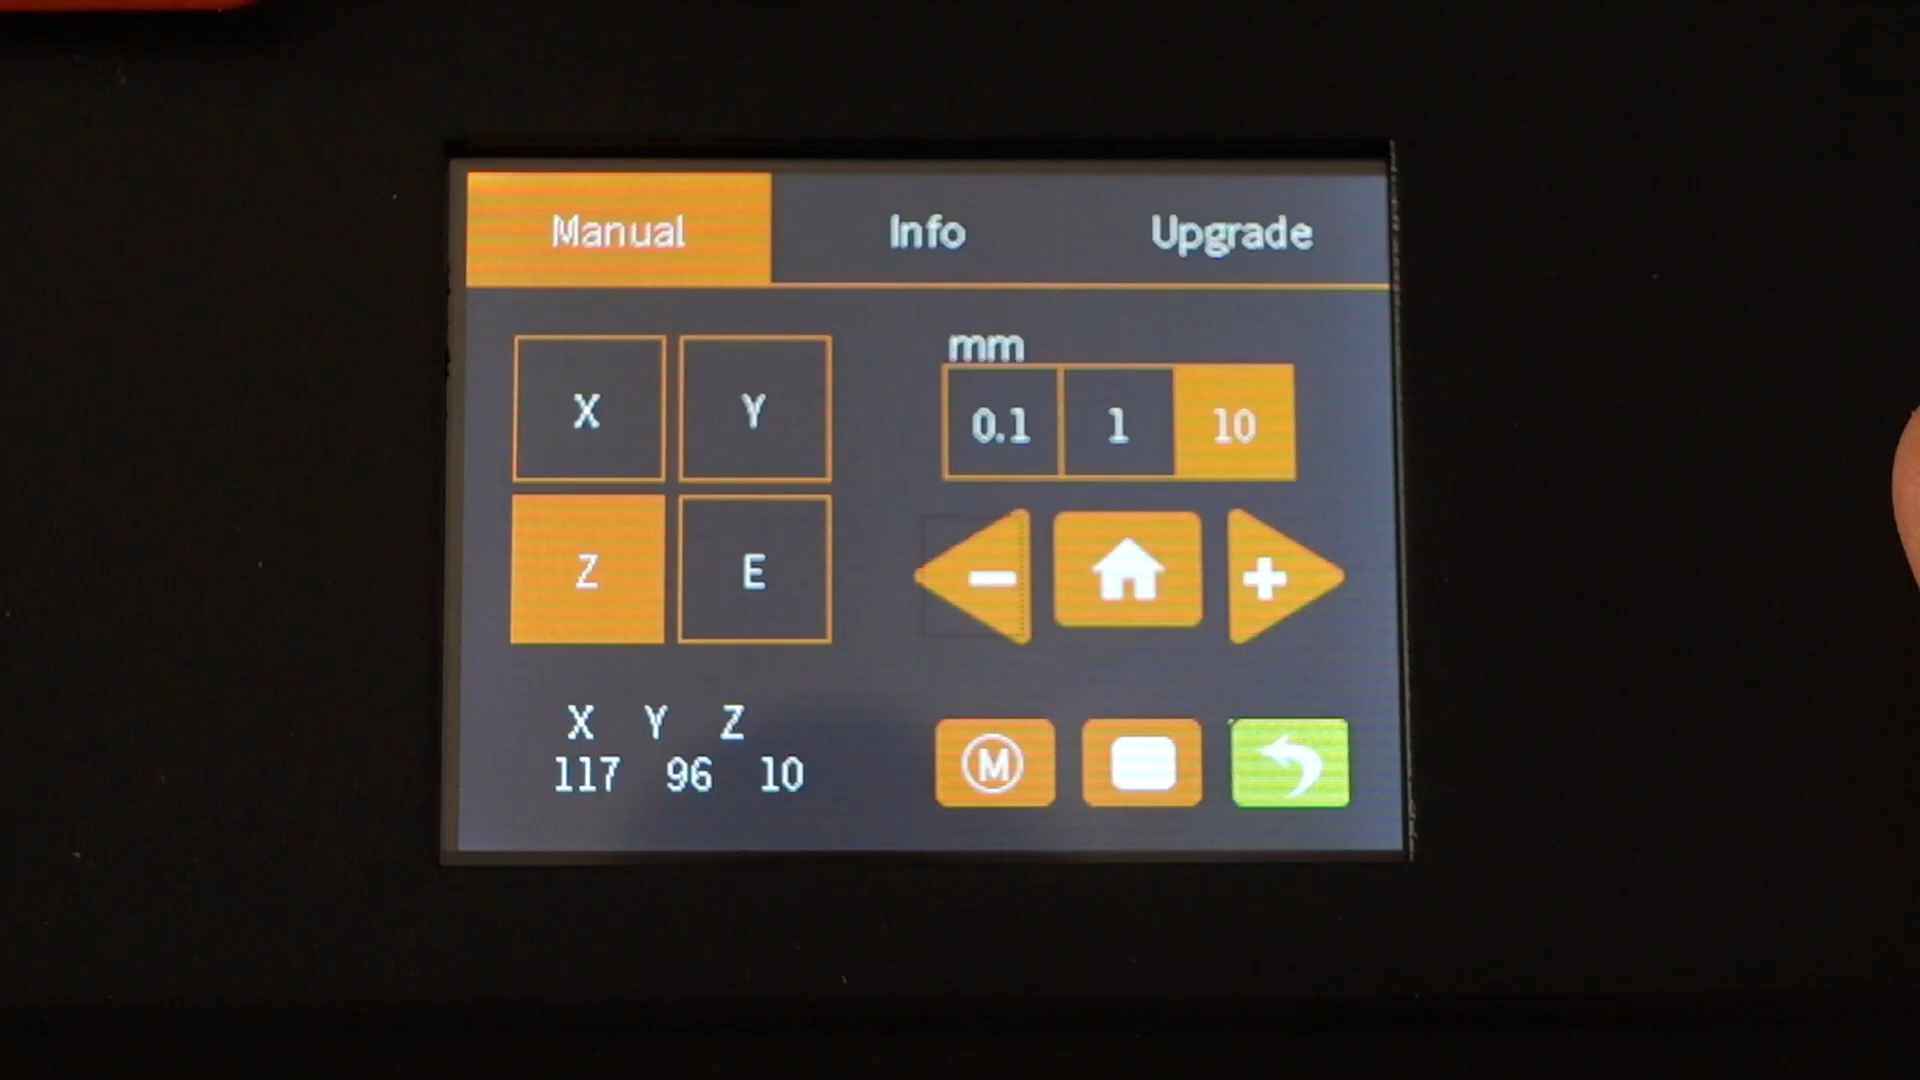 Manual Info Upgrade
mm
X Y 0.1 1 10
Z E - +
X Y Z
117 96 10 M